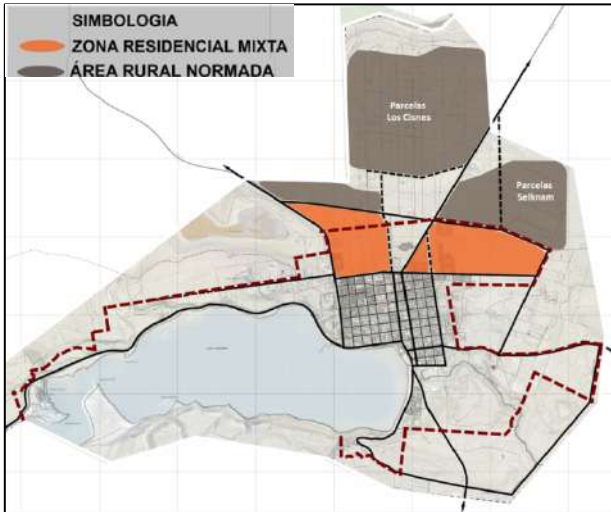 SIMBOLOGIA
ZONA RESIDENCIAL MIXTA
ÁREA RURAL NORMADA
Parcelas
Los Cisnes
Parcelas
Selknam